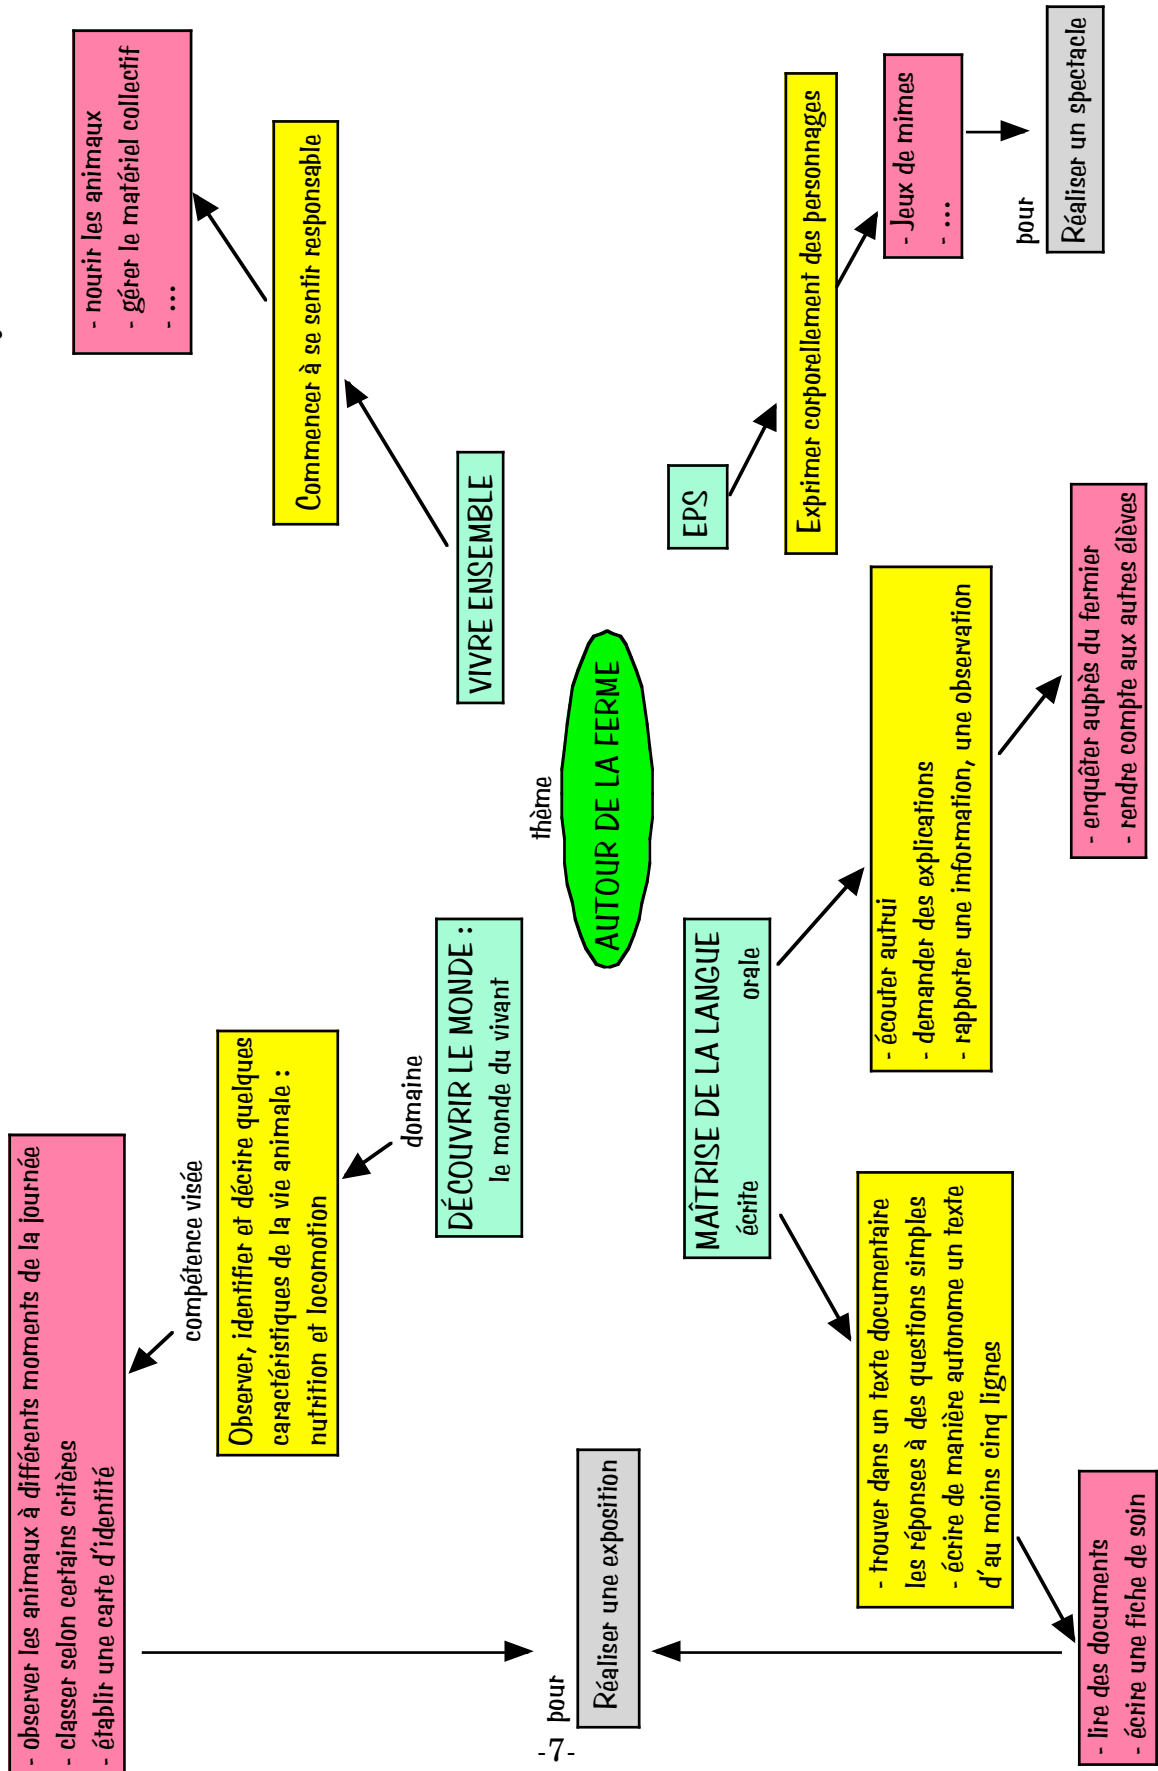 - observer les animaux à différents moments de la journée
- classer selon certains critères
- établir une carte d'identité
compétence visée
Observer, identifier et décrire quelques
caractéristiques de la vie animale :
nutrition et locomotion
domaine
DÉCOUVRIR LE MONDE :
le monde du vivant
- nourir les animaux
- gérer le matériel collectif
- ...
Commencer à se sentir responsable
VIVRE ENSEMBLE
thème
AUTOUR DE LA FERME
pour
Réaliser une exposition
MAÎTRISE DE LA LANGUE
écrite orale
- trouver dans un texte documentaire
les réponses à des questions simples
- écrire de manière autonome un texte
d'au moins cinq lignes
- lire des documents
- écrire une fiche de soin
- écouter autrui
- demander des explications
- rapporter une information, une observation
- enquêter auprès du fermier
- rendre compte aux autres élèves
EPS
Exprimer corporellement des personnages
- Jeux de mimes
- ...
pour
Réaliser un spectacle
-7-